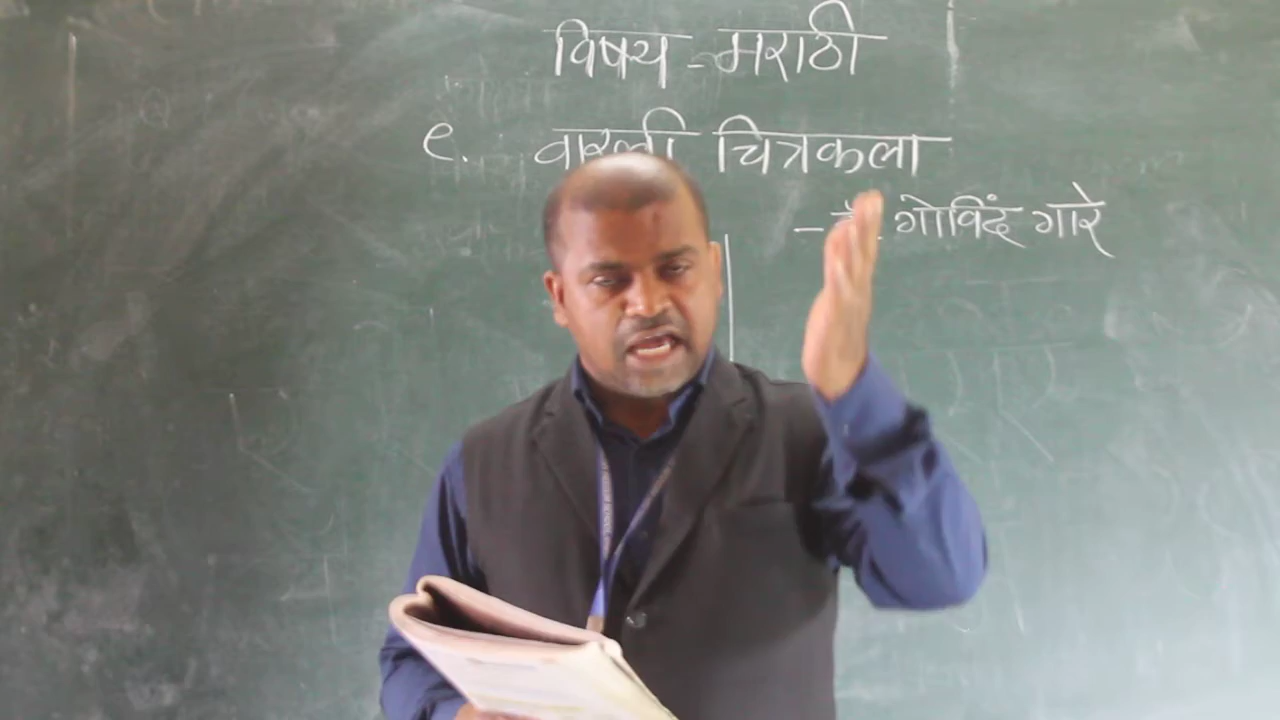 विषय - मराठी
९. वारली चित्रकला
- डॉ. गोविंद गारे